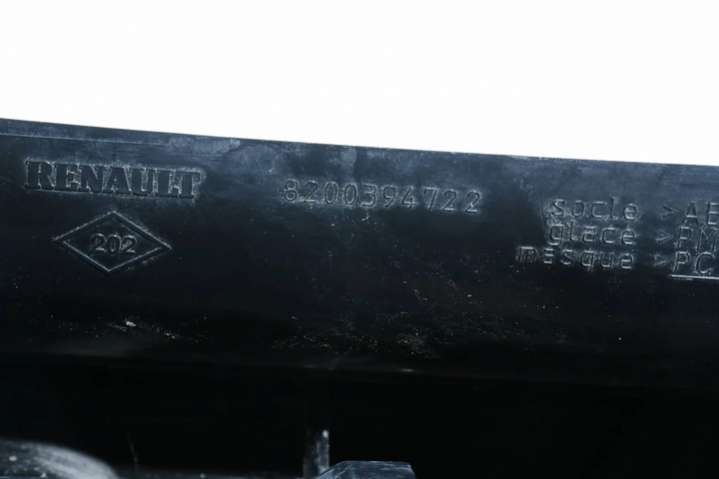 RENAULT
8200394722
202
socle >AB
glace >PM
masque >PC